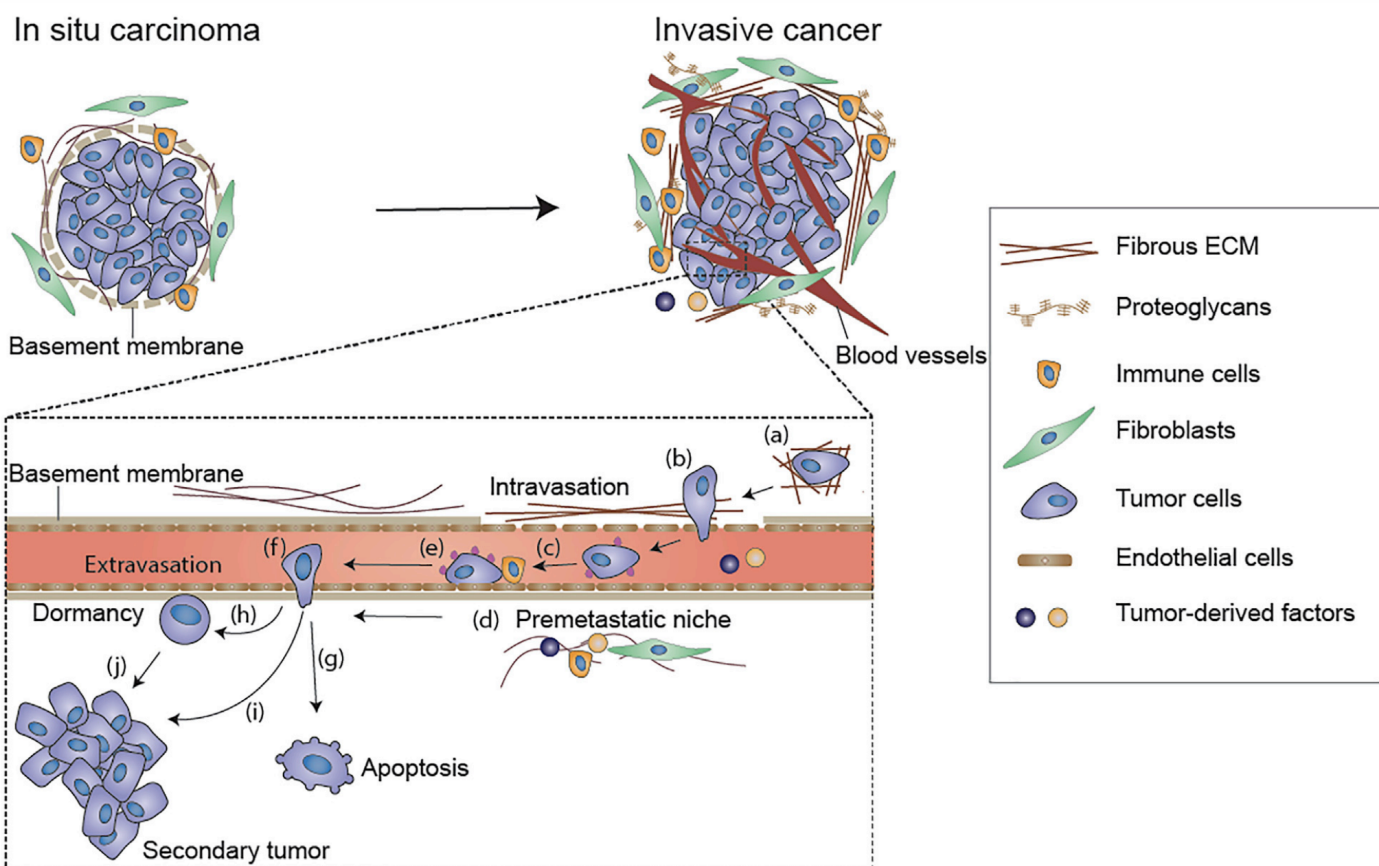 In situ carcinoma
Invasive cancer
Basement membrane
Blood vessels
Fibrous ECM
Proteoglycans
Immune cells
Fibroblasts
Tumor cells
Endothelial cells
Tumor-derived factors
Basement membrane
Intravasation
(a)
(b)
Extravasation
(f)
(e)
(c)
Dormancy
(h)
(d)
Premetastatic niche
(g)
(j)
(i)
Apoptosis
Secondary tumor